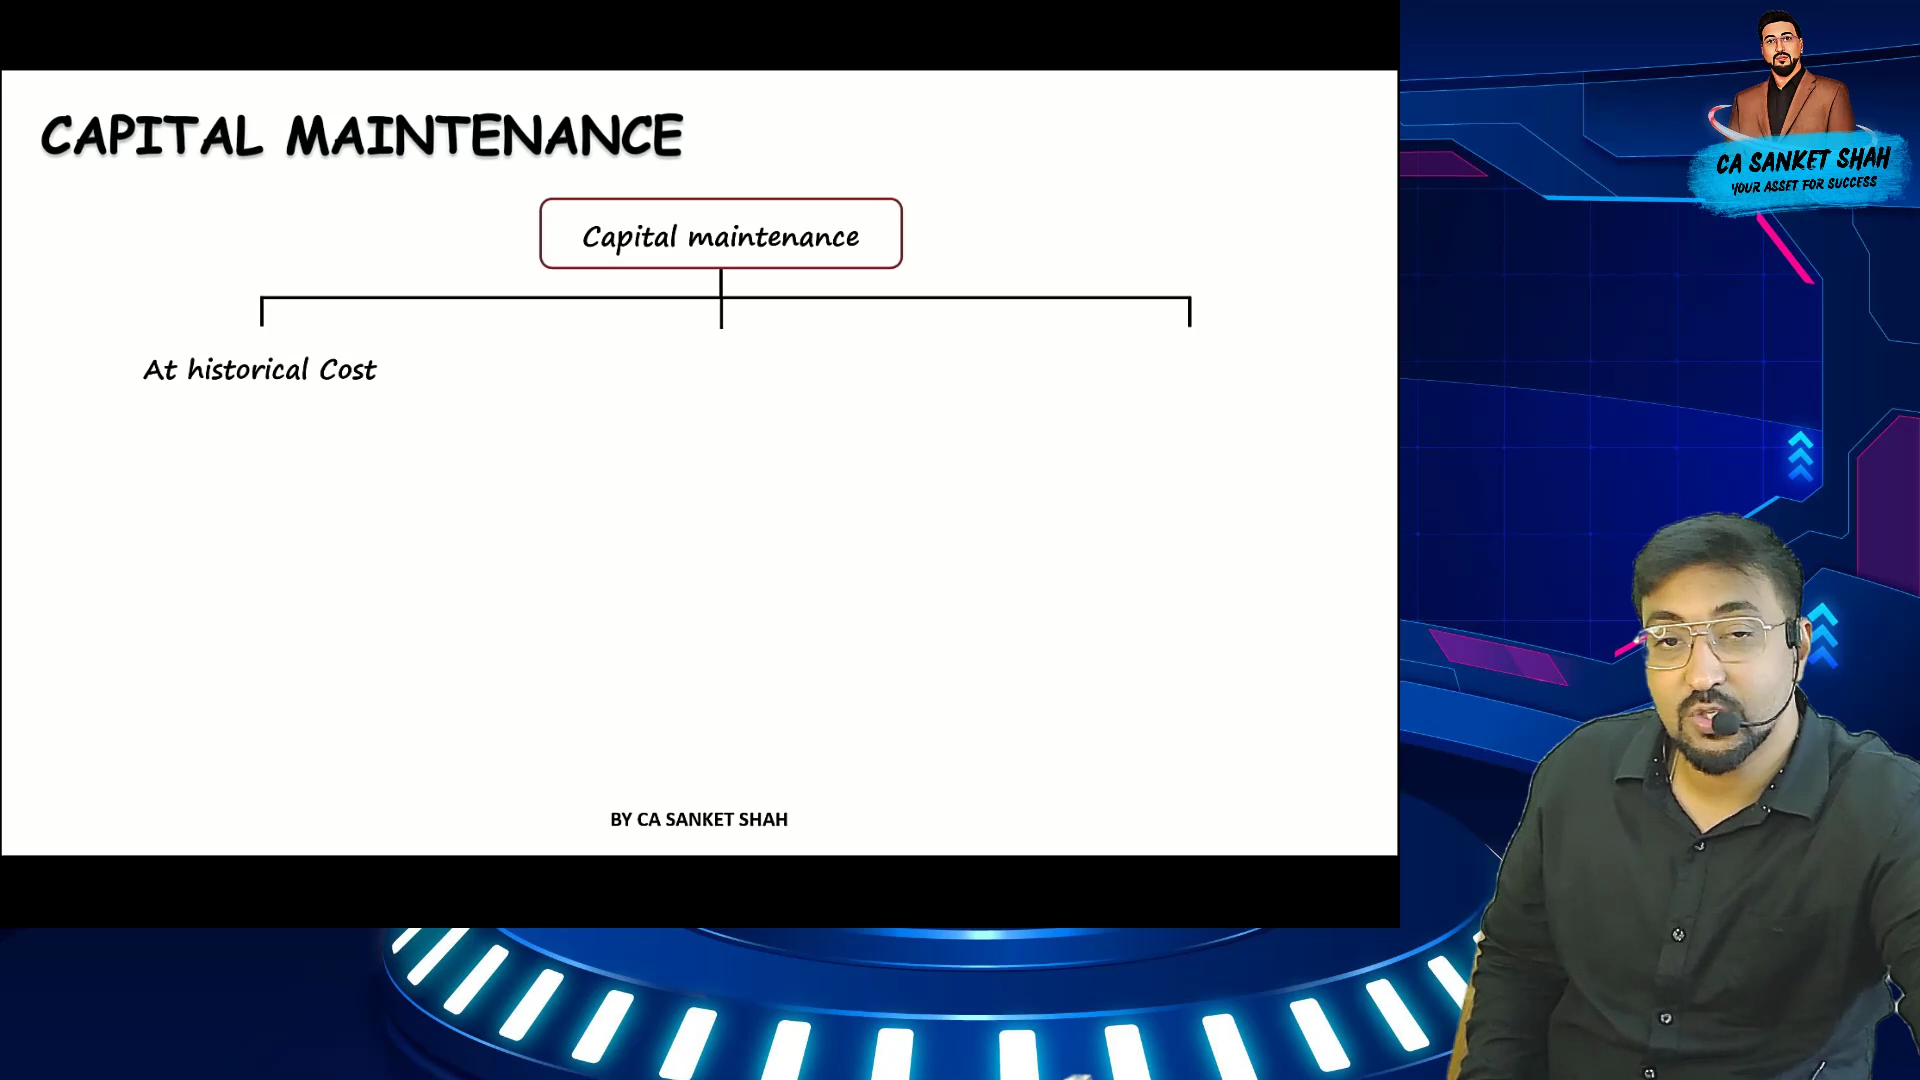 CAPITAL MAINTENANCE
Capital maintenance
At historical Cost
BY CA SANKET SHAH
CA SANKET SHAH
YOUR ASSET FOR SUCCESS